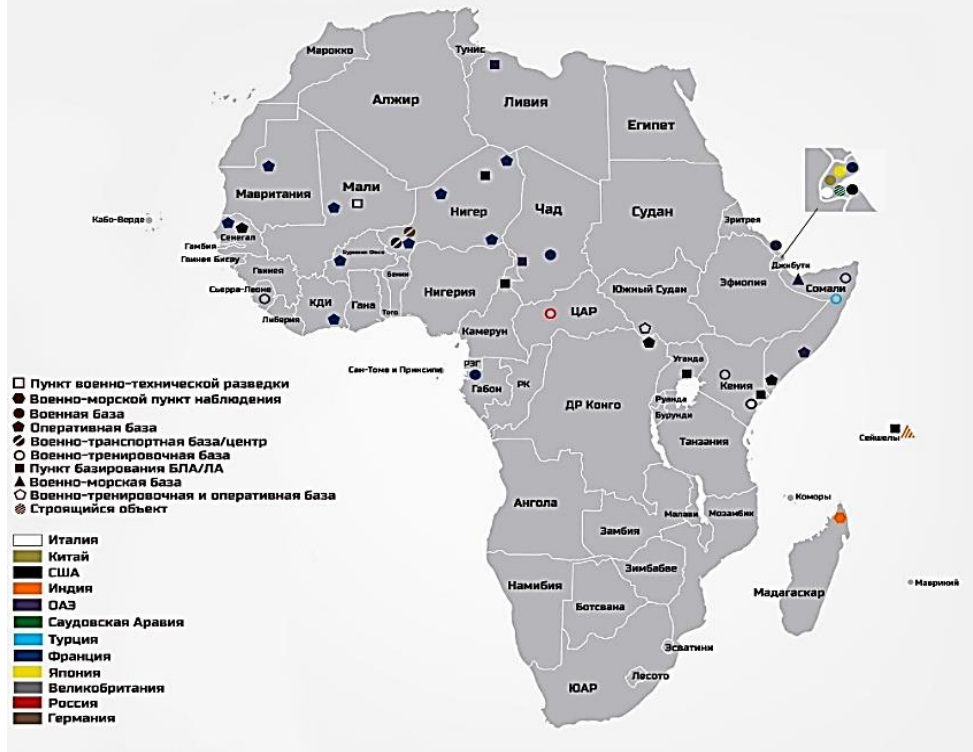 Марокко
Тунис
Алжир
Ливия
Египет
Мавритания
Мали
Нигер
Чад
Судан
Эритрея
Кабо-Верде
Сенегал
Гамбия
Гвинея Бисву
Буркина Фасо
Джибути
Гвинея
Бенин
Нигерия
Южный Судан
Эфиопия
Сомали
Сьерра-Леоне
КДИ
Гана
Того
ЦАР
Либерия
Камерун
Сан-Томе и Принсипи
РЭГ
Габон
РК
Уганда
Кения
ДР Конго
Руанда
Бурунди
Танзания
Сейшелы
Пункт военно-технической разведки
Военно-морской пункт наблюдения
Военная база
Оперативная база
Военно-транспортная база/центр
Военно-тренировочная база
Пункт базирования БЛА/ЛА
Военно-морская база
Военно-тренировочная и оперативная база
Строящийся объект
Ангола
Замбия
Малави
Мозамбик
Коморы
Зимбабве
Намибия
Ботсвана
Мадагаскар
Маврикий
Эсватини
Лесото
ЮАР
Италия
Китай
США
Индия
ОАЭ
Саудовская Аравия
Турция
Франция
Япония
Великобритания
Россия
Германия